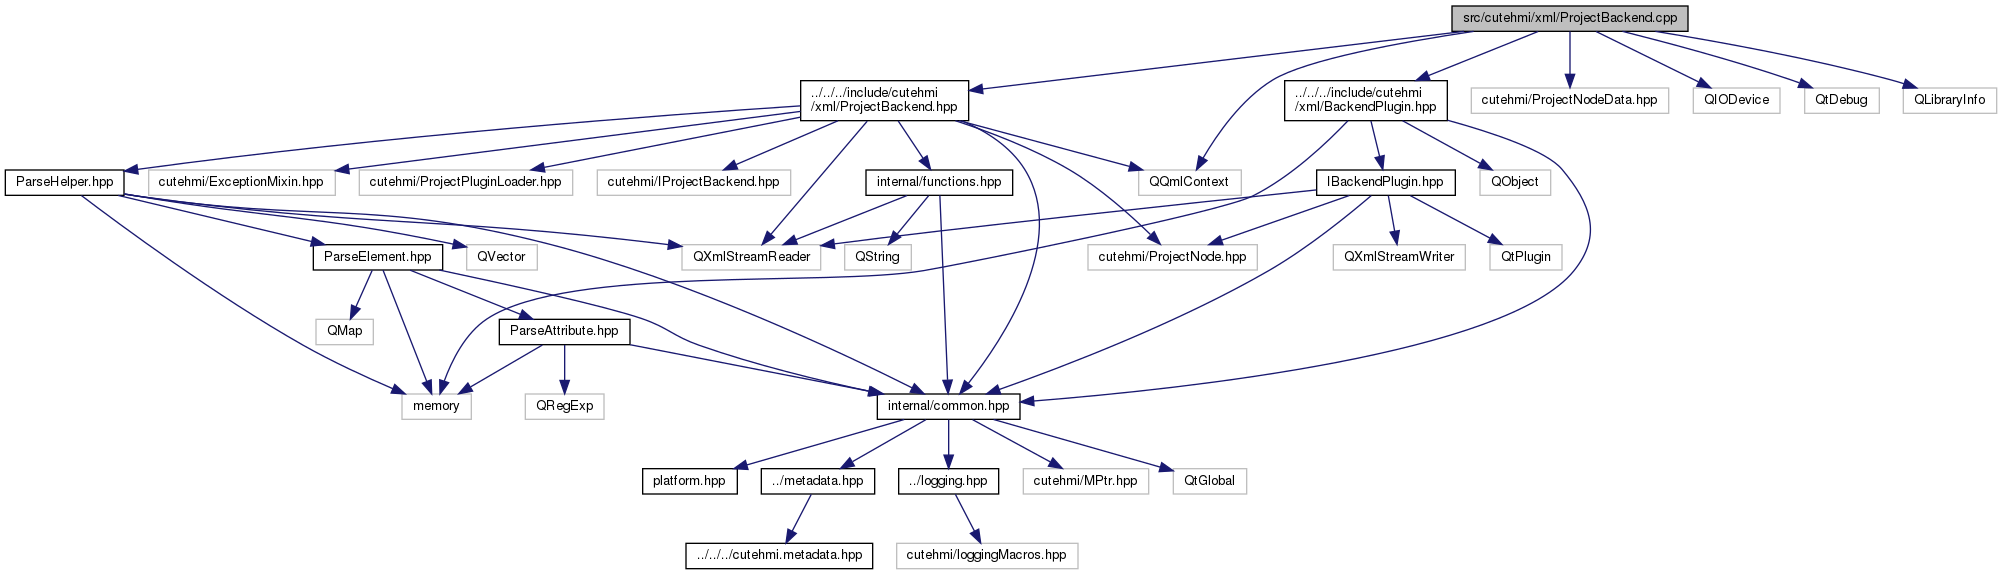 src/cutehmi/xml/ProjectBackend.cpp
../../../include/cutehmi
/xml/ProjectBackend.hpp
../../../include/cutehmi
/xml/BackendPlugin.hpp
cutehmi/ProjectNodeData.hpp
QIODevice
QtDebug
QLibraryInfo
ParseHelper.hpp
cutehmi/ExceptionMixin.hpp
cutehmi/ProjectPluginLoader.hpp
cutehmi/IProjectBackend.hpp
internal/functions.hpp
QQmlContext
IBackendPlugin.hpp
QObject
ParseElement.hpp
QVector
QXmlStreamReader
QString
cutehmi/ProjectNode.hpp
QXmlStreamWriter
QtPlugin
QMap
ParseAttribute.hpp
memory
QRegExp
internal/common.hpp
platform.hpp
../metadata.hpp
../logging.hpp
cutehmi/MPtr.hpp
QtGlobal
../../../cutehmi.metadata.hpp
cutehmi/loggingMacros.hpp